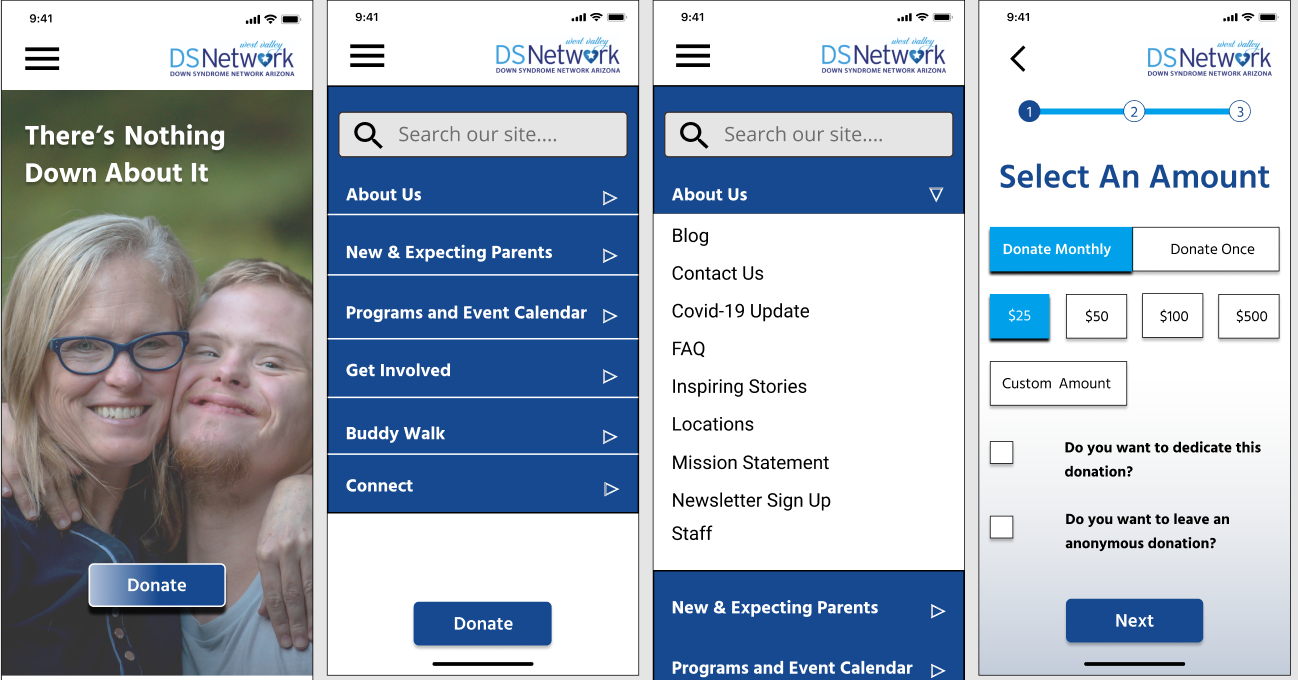 9:41
west valley
DSNetwork
DOWN SYNDROME NETWORK ARIZONA
There's Nothing
Down About It
Donate
9:41
west valley
DSNetwork
DOWN SYNDROME NETWORK ARIZONA
Search our site....
About Us
New & Expecting Parents
Programs and Event Calendar
Get Involved
Buddy Walk
Connect
Donate
9:41
west valley
DSNetwork
DOWN SYNDROME NETWORK ARIZONA
Search our site....
About Us
Blog
Contact Us
Covid-19 Update
FAQ
Inspiring Stories
Locations
Mission Statement
Newsletter Sign Up
Staff
New & Expecting Parents
Programs and Event Calendar
9:41
west valley
DSNetwork
DOWN SYNDROME NETWORK ARIZONA
1 2 3
Select An Amount
Donate Monthly Donate Once
$25 $50 $100 $500
Custom Amount
Do you want to dedicate this
donation?
Do you want to leave an
anonymous donation?
Next